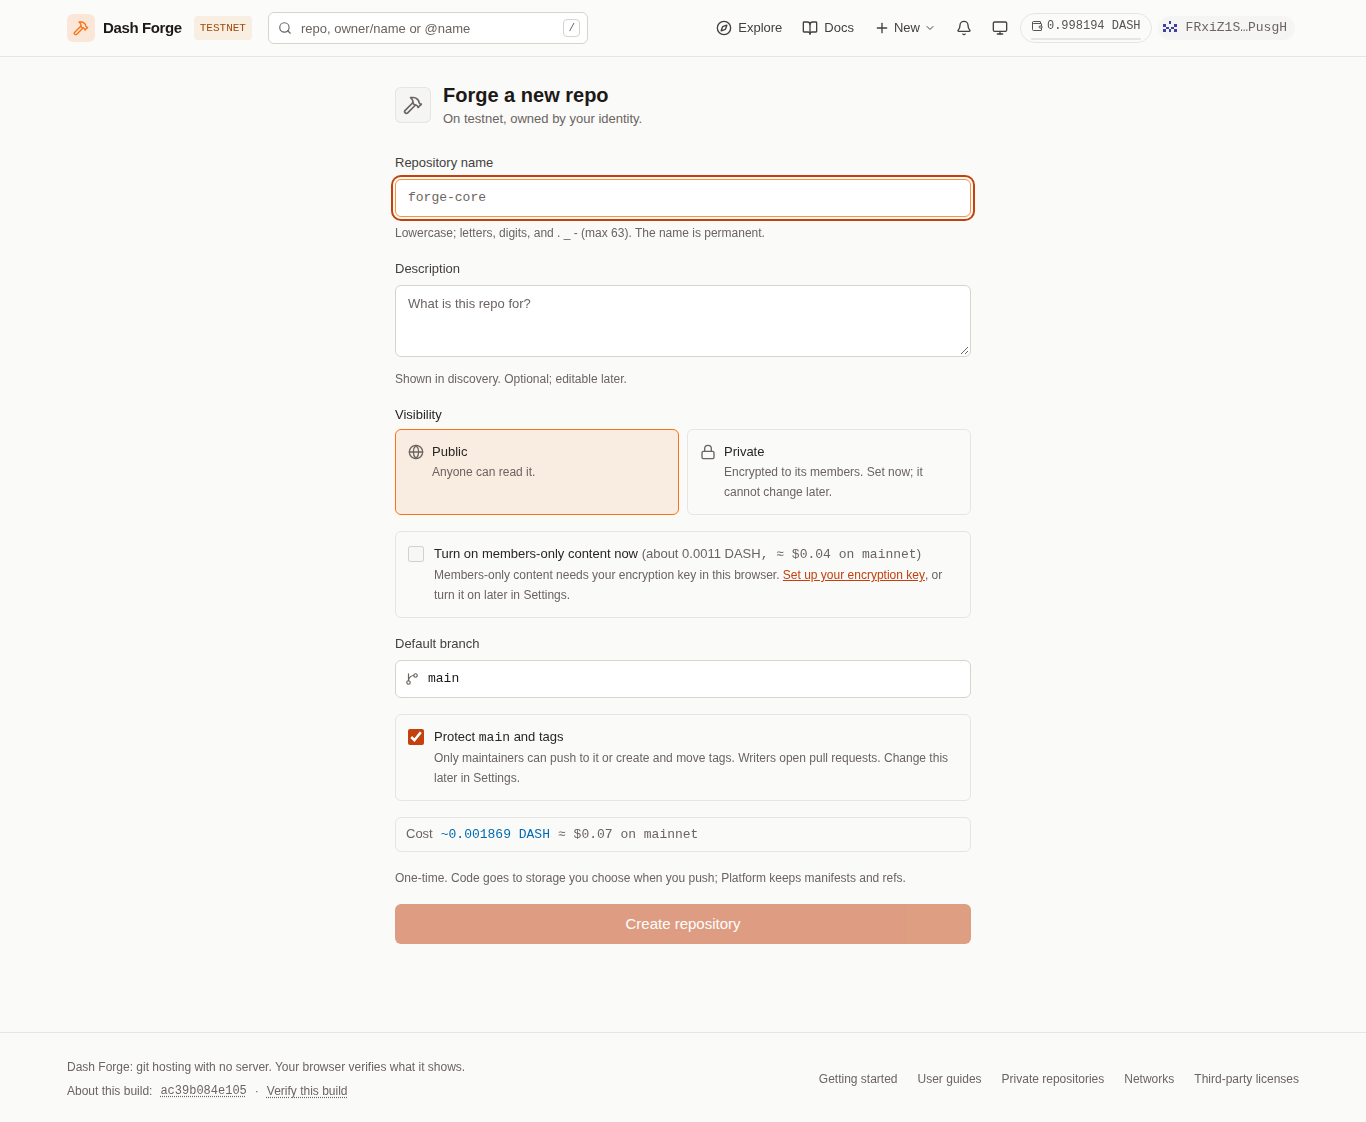 Dash Forge TESTNET repo, owner/name or @name / Explore Docs New 0.998194 DASH FRxiZ1S…PusgH
Forge a new repo
On testnet, owned by your identity.
Repository name
forge-core
Lowercase; letters, digits, and . _ - (max 63). The name is permanent.
Description
What is this repo for?
Shown in discovery. Optional; editable later.
Visibility
Public
Anyone can read it.
Private
Encrypted to its members. Set now; it
cannot change later.
Turn on members-only content now (about 0.0011 DASH, ≈ $0.04 on mainnet)
Members-only content needs your encryption key in this browser. Set up your encryption key, or
turn it on later in Settings.
Default branch
main
Protect main and tags
Only maintainers can push to it or create and move tags. Writers open pull requests. Change this
later in Settings.
Cost ~0.001869 DASH ≈ $0.07 on mainnet
One-time. Code goes to storage you choose when you push; Platform keeps manifests and refs.
Create repository
Dash Forge: git hosting with no server. Your browser verifies what it shows.
About this build: ac39b084e105 · Verify this build
Getting started User guides Private repositories Networks Third-party licenses